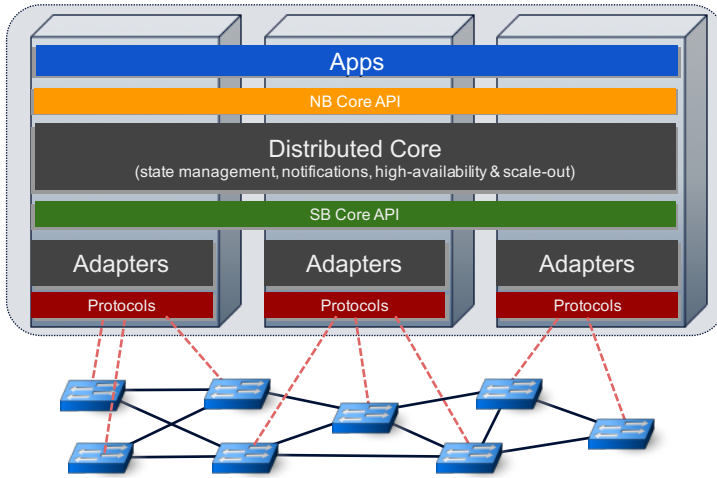 Apps
NB Core API
Distributed Core
(state management, notifications, high-availability & scale-out)
SB Core API
Adapters
Adapters
Adapters
Protocols
Protocols
Protocols